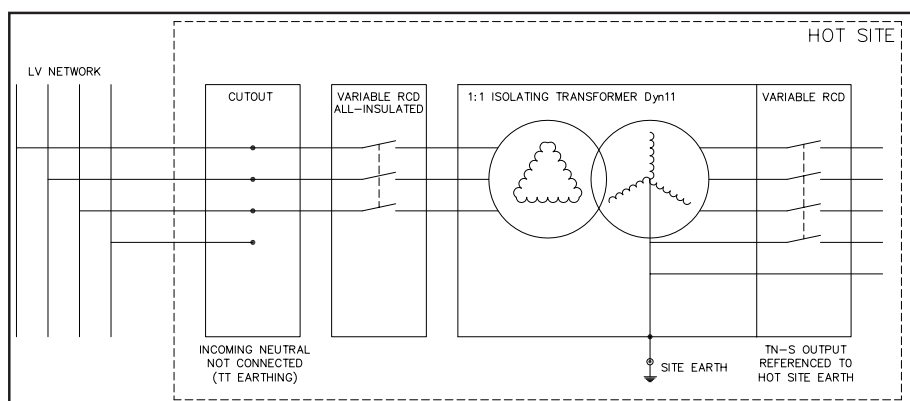 HOT SITE
LV NETWORK
CUTOUT
VARIABLE RCD
ALL-INSULATED
1:1 ISOLATING TRANSFORMER Dyn11
VARIABLE RCD
INCOMING NEUTRAL
NOT CONNECTED
(TT EARTHING)
SITE EARTH
TN-S OUTPUT
REFERENCED TO
HOT SITE EARTH